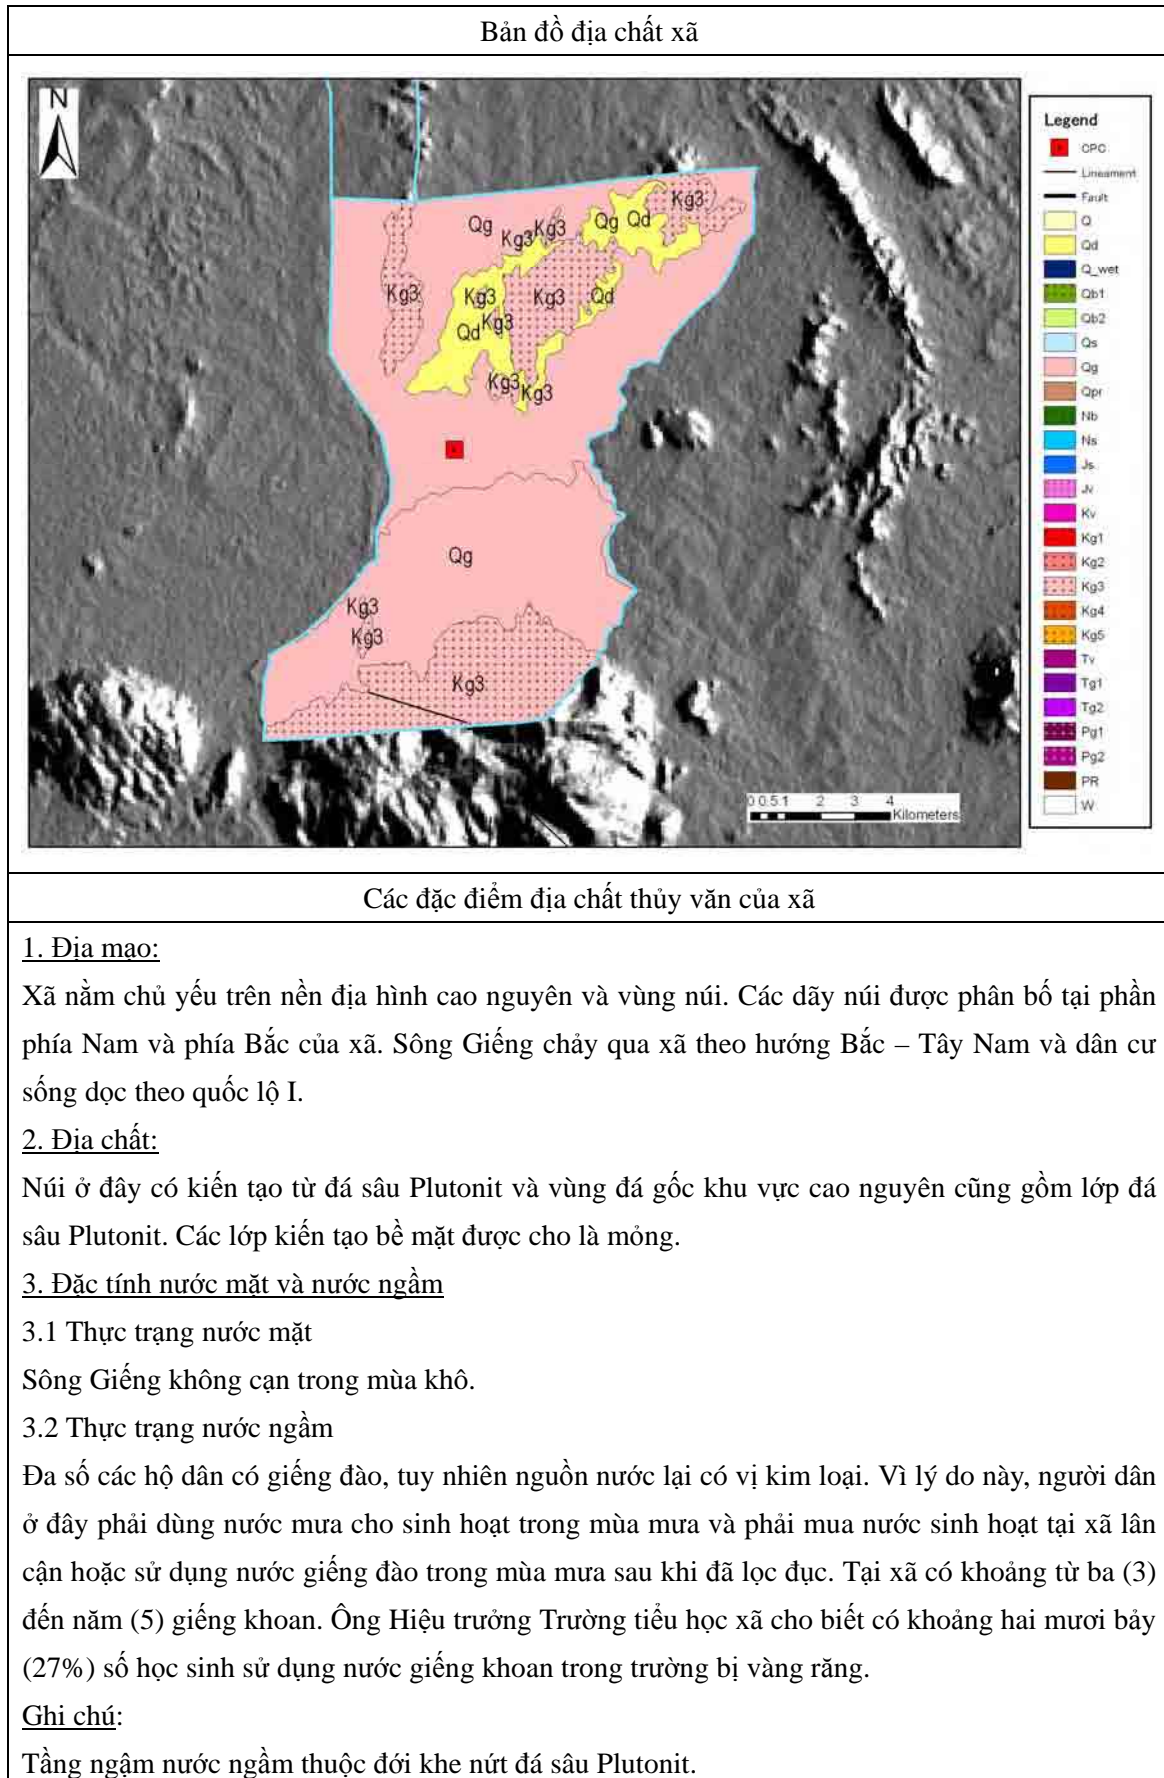 Bản đồ địa chất xã
N
Kg3
Qg
Kg3
Kg3
Qg
Qd
Kg3
Kg3
Kg3
Kg3
Qd
Qd
Kg3
Kg3
Kg3
Qg
Kg3
Kg3
Kg3
0 0.5 1 2 3 4
Kilometers
Legend
CPC
Lineament
Fault
Q
Qd
Q_wet
Qb1
Qb2
Qs
Qg
Qpr
Nb
Ns
Js
Jv
Kv
Kg1
Kg2
Kg3
Kg4
Kg5
Tv
Tg1
Tg2
Pg1
Pg2
PR
W
Các đặc điểm địa chất thủy văn của xã
1. Địa mạo:
Xã nằm chủ yếu trên nền địa hình cao nguyên và vùng núi. Các dãy núi được phân bố tại phần
phía Nam và phía Bắc của xã. Sông Giếng chảy qua xã theo hướng Bắc – Tây Nam và dân cư
sống dọc theo quốc lộ I.
2. Địa chất:
Núi ở đây có kiến tạo từ đá sâu Plutonit và vùng đá gốc khu vực cao nguyên cũng gồm lớp đá
sâu Plutonit. Các lớp kiến tạo bề mặt được cho là mỏng.
3. Đặc tính nước mặt và nước ngầm
3.1 Thực trạng nước mặt
Sông Giếng không cạn trong mùa khô.
3.2 Thực trạng nước ngầm
Đa số các hộ dân có giếng đào, tuy nhiên nguồn nước lại có vị kim loại. Vì lý do này, người dân
ở đây phải dùng nước mưa cho sinh hoạt trong mùa mưa và phải mua nước sinh hoạt tại xã lân
cận hoặc sử dụng nước giếng đào trong mùa mưa sau khi đã lọc đục. Tại xã có khoảng từ ba (3)
đến năm (5) giếng khoan. Ông Hiệu trưởng Trường tiểu học xã cho biết có khoảng hai mươi bảy
(27%) số học sinh sử dụng nước giếng khoan trong trường bị vàng răng.
Ghi chú:
Tầng ngậm nước ngầm thuộc đới khe nứt đá sâu Plutonit.